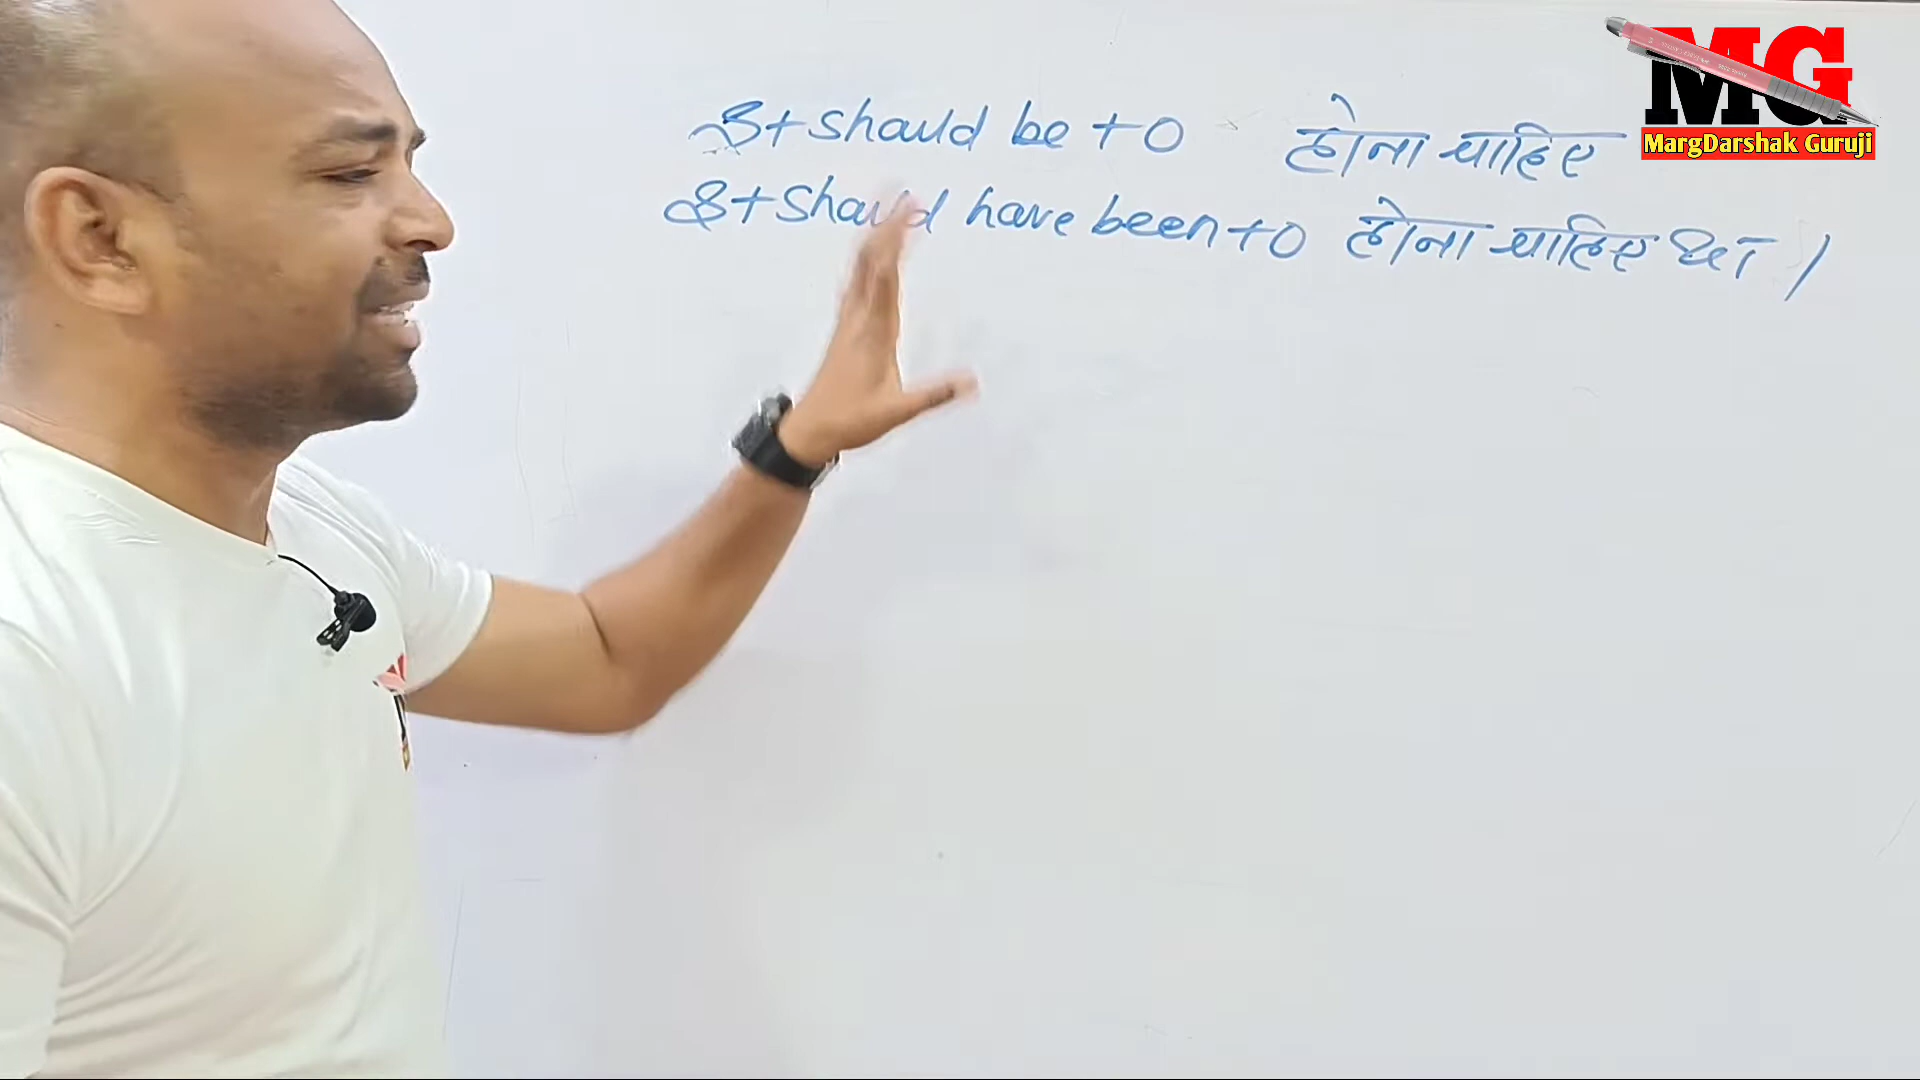 S+ should be +O होना चाहिए
S+ should have been +O होना चाहिए था।
MG
MargDarshak Guruji